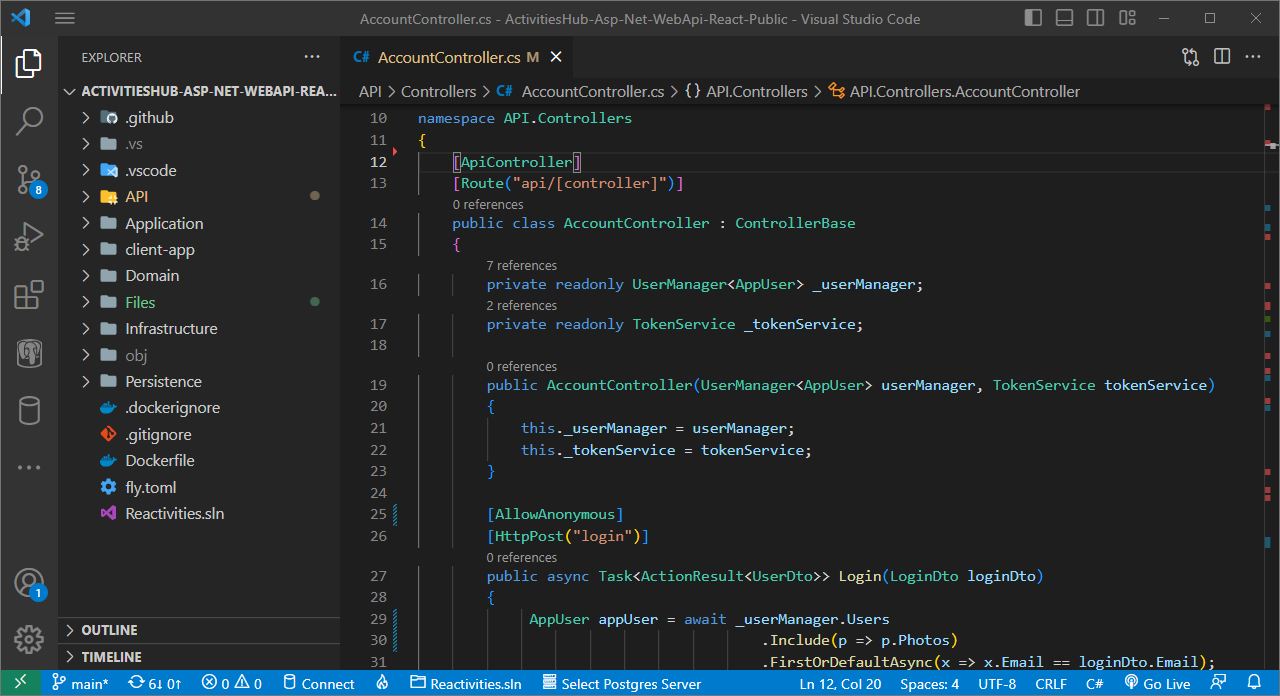 AccountController.cs - ActivitiesHub-Asp-Net-WebApi-React-Public - Visual Studio Code
EXPLORER
ACTIVITIESHUB-ASP-NET-WEBAPI-REA...
.github
.vs
.vscode
API
Application
client-app
Domain
Files
Infrastructure
obj
Persistence
.dockerignore
.gitignore
Dockerfile
fly.toml
Reactivities.sln
OUTLINE
TIMELINE
8
1
C# AccountController.cs M
API > Controllers > C# AccountController.cs > {} API.Controllers > API.Controllers.AccountController
10 namespace API.Controllers
11 {
12 [ApiController]
13 [Route("api/[controller]")]
0 references
14 public class AccountController : ControllerBase
15 {
7 references
16 private readonly UserManager<AppUser> _userManager;
2 references
17 private readonly TokenService _tokenService;
18
0 references
19 public AccountController(UserManager<AppUser> userManager, TokenService tokenService)
20 {
21 this._userManager = userManager;
22 this._tokenService = tokenService;
23 }
24
25 [AllowAnonymous]
26 [HttpPost("login")]
0 references
27 public async Task<ActionResult<UserDto>> Login(LoginDto loginDto)
28 {
29 AppUser appUser = await _userManager.Users
30 .Include(p => p.Photos)
31 .FirstOrDefaultAsync(x => x.Email == loginDto.Email);
main* 6↓ 0↑ 0 0 Connect Reactivities.sln Select Postgres Server Ln 12, Col 20 Spaces: 4 UTF-8 CRLF C# Go Live